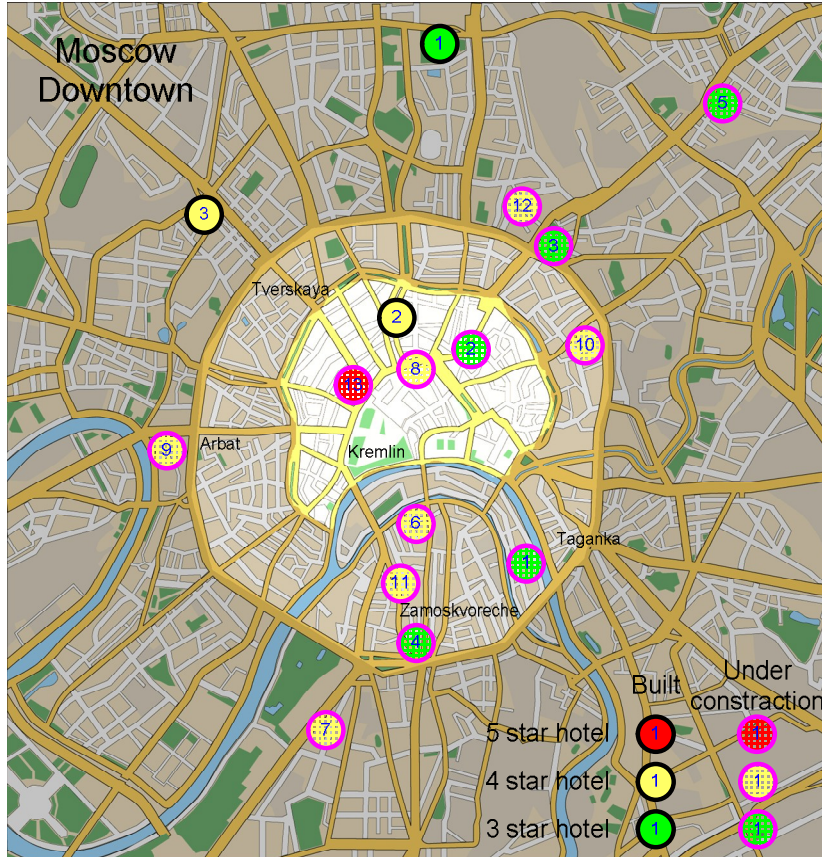 Moscow
Downtown
1
5
3
12
3
Tverskaya
2
2
10
8
13
Arbat
Kremlin
9
6
Taganka
1
11
Zamoskvoreche
4
7
Built
Under
constraction
5 star hotel 1 1
4 star hotel 1 1
3 star hotel 1 1